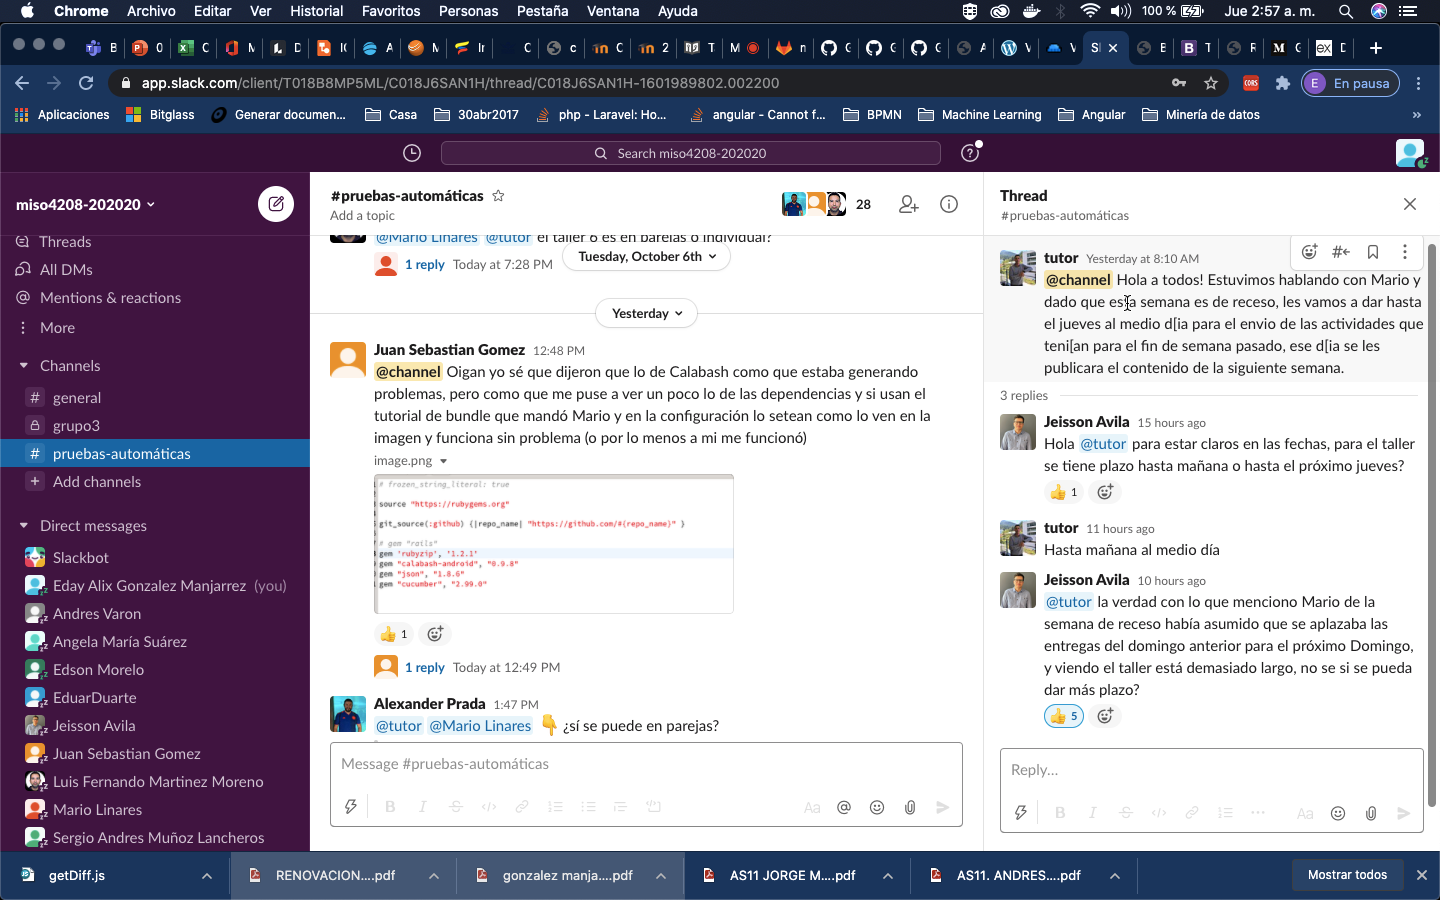 Chrome Archivo Editar Ver Historial Favoritos Personas Pestaña Ventana Ayuda 100 % Jue 2:57 a. m.
app.slack.com/client/T018B8MP5ML/C018J6SAN1H/thread/C018J6SAN1H-1601989802.002200
E En pausa
Aplicaciones Bitglass Generar documen... Casa 30abr2017 php - Laravel: Ho... angular - Cannot f... BPMN Machine Learning Angular Minería de datos »
Search miso4208-202020
miso4208-202020
Threads
All DMs
Mentions & reactions
More
Channels
# general
grupo3
# pruebas-automáticas
+ Add channels
Direct messages
Slackbot
Eday Alix Gonzalez Manjarrez (you)
Andres Varon
Angela María Suárez
Edson Morelo
EduarDuarte
Jeisson Avila
Juan Sebastian Gomez
Luis Fernando Martinez Moreno
Mario Linares
Sergio Andres Muñoz Lancheros
#pruebas-automáticas
Add a topic
28
@Mario Linares @tutor el taller 6 es en parejas o individual?
1 reply Today at 7:28 PM
Tuesday, October 6th
Yesterday
Juan Sebastian Gomez 12:48 PM
@channel Oigan yo sé que dijeron que lo de Calabash como que estaba generando
problemas, pero como que me puse a ver un poco lo de las dependencias y si usan el
tutorial de bundle que mandó Mario y en la configuración lo setean como lo ven en la
imagen y funciona sin problema (o por lo menos a mi me funcionó)
image.png
# frozen_string_literal: true
source "https://rubygems.org"
git_source(:github) {|repo_name| "https://github.com/#{repo_name}" }
# gem "rails"
gem 'rubyzip', '1.2.1'
gem "calabash-android", "0.9.8"
gem "json", "1.8.6"
gem "cucumber", "2.99.0"
1
1 reply Today at 12:49 PM
Alexander Prada 1:47 PM
@tutor @Mario Linares ¿sí se puede en parejas?
Message #pruebas-automáticas
Thread
#pruebas-automáticas
tutor Yesterday at 8:10 AM
@channel Hola a todos! Estuvimos hablando con Mario y
dado que esta semana es de receso, les vamos a dar hasta
el jueves al medio d[ia para el envio de las actividades que
teni[an para el fin de semana pasado, ese d[ia se les
publicara el contenido de la siguiente semana.
3 replies
Jeisson Avila 15 hours ago
Hola @tutor para estar claros en las fechas, para el taller
se tiene plazo hasta mañana o hasta el próximo jueves?
1
tutor 11 hours ago
Hasta mañana al medio día
Jeisson Avila 10 hours ago
@tutor la verdad con lo que menciono Mario de la
semana de receso había asumido que se aplazaba las
entregas del domingo anterior para el próximo Domingo,
y viendo el taller está demasiado largo, no se si se pueda
dar más plazo?
5
Reply...
getDiff.js RENOVACION....pdf gonzalez manja....pdf AS11 JORGE M....pdf AS11. ANDRES....pdf Mostrar todos